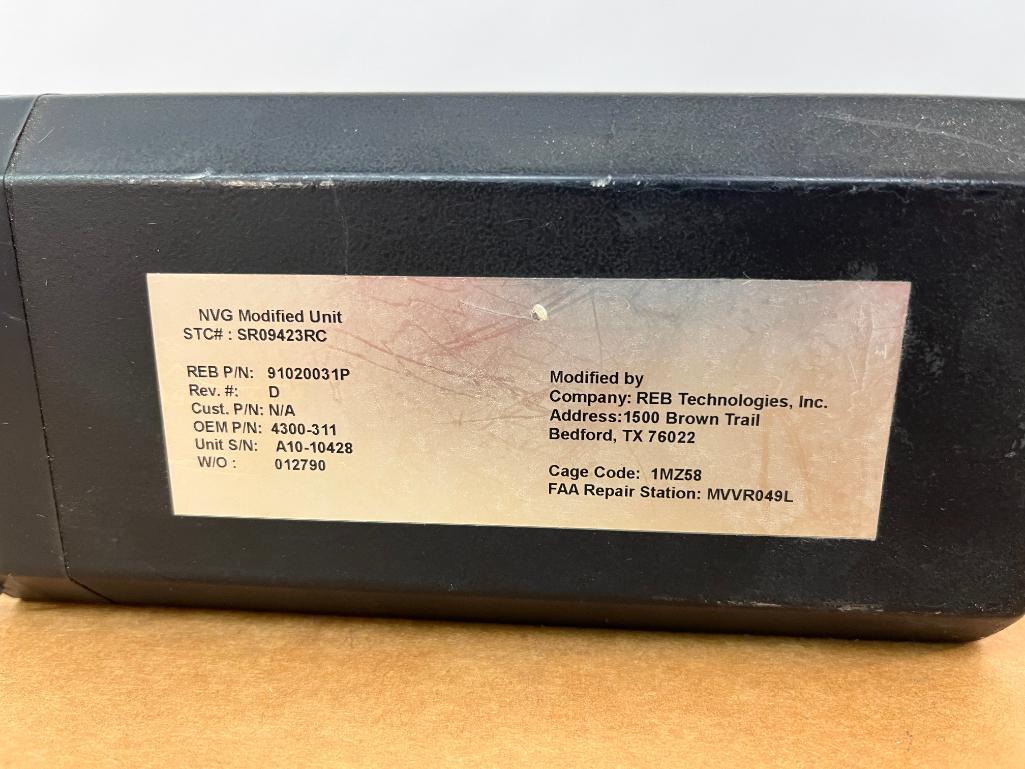 NVG Modified Unit
STC# : SR09423RC
REB P/N: 91020031P
Rev. #: D
Cust. P/N: N/A
OEM P/N: 4300-311
Unit S/N: A10-10428
W/O : 012790
Modified by
Company: REB Technologies, Inc.
Address:1500 Brown Trail
Bedford, TX 76022
Cage Code: 1MZ58
FAA Repair Station: MVVR049L